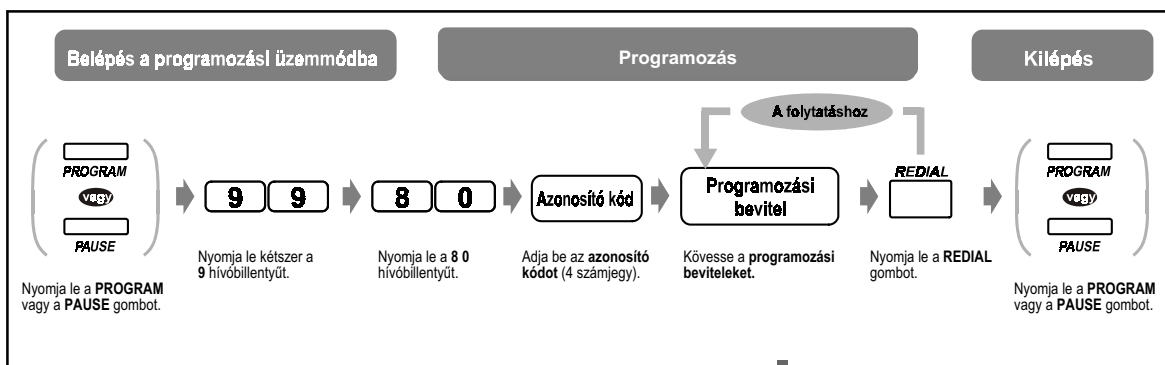 Belépés a programozási üzemmódba
Programozás
Kilépés
A folytatáshoz
PROGRAM
vagy
PAUSE
Nyomja le a PROGRAM
vagy a PAUSE gombot.
9 9
Nyomja le kétszer a
9 hívóbillentyűt.
8 0
Nyomja le a 8 0
hívóbillentyűt.
Azonosító kód
Adja be az azonosító
kódot (4 számjegy).
Programozási
bevitel
Kövesse a programozási
beviteleket.
REDIAL
Nyomja le a REDIAL
gombot.
PROGRAM
vagy
PAUSE
Nyomja le a PROGRAM
vagy a PAUSE gombot.